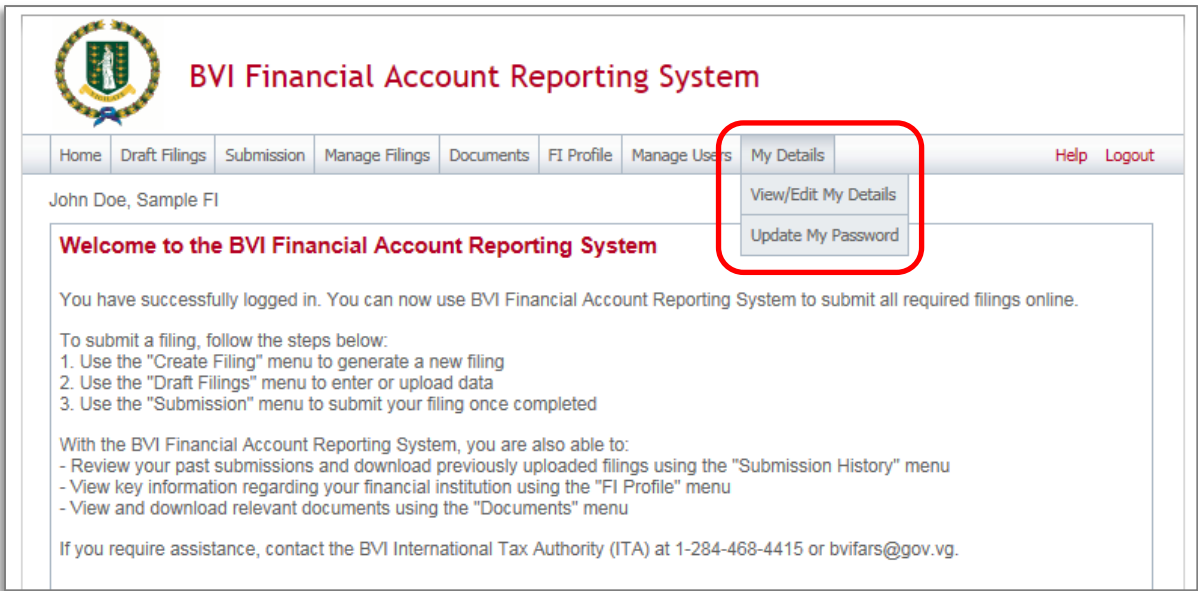 VIGILATE
BVI Financial Account Reporting System
Home Draft Filings Submission Manage Filings Documents FI Profile Manage Users My Details Help Logout
View/Edit My Details
Update My Password
John Doe, Sample FI
Welcome to the BVI Financial Account Reporting System
You have successfully logged in. You can now use BVI Financial Account Reporting System to submit all required filings online.
To submit a filing, follow the steps below:
1. Use the "Create Filing" menu to generate a new filing
2. Use the "Draft Filings" menu to enter or upload data
3. Use the "Submission" menu to submit your filing once completed
With the BVI Financial Account Reporting System, you are also able to:
- Review your past submissions and download previously uploaded filings using the "Submission History" menu
- View key information regarding your financial institution using the "FI Profile" menu
- View and download relevant documents using the "Documents" menu
If you require assistance, contact the BVI International Tax Authority (ITA) at 1-284-468-4415 or bvifars@gov.vg.